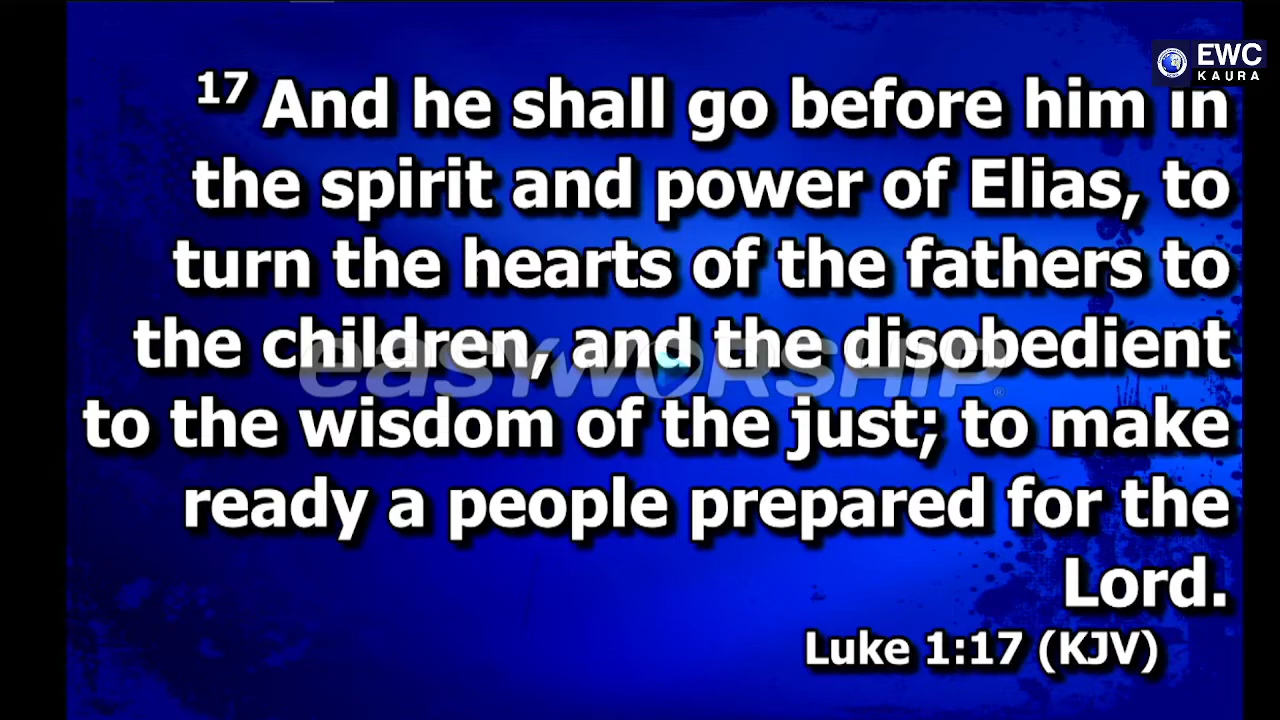 EWC
KAURA
17 And he shall go before him in
the spirit and power of Elias, to
turn the hearts of the fathers to
the children, and the disobedient
to the wisdom of the just; to make
ready a people prepared for the
Lord.
Luke 1:17 (KJV)
easyworship®